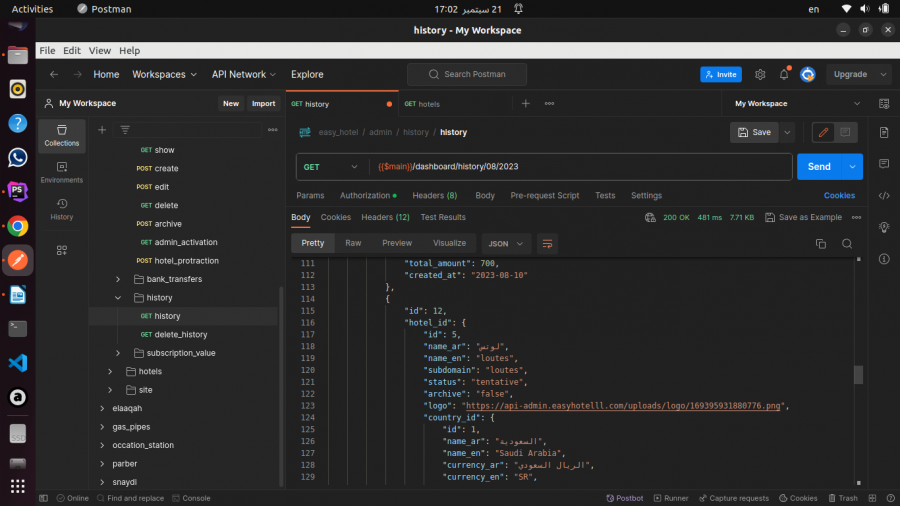 Activities
Postman
21 سبتمبر 17:02
en
history - My Workspace
File Edit View Help
Home Workspaces API Network Explore
Search Postman
Invite
Upgrade
My Workspace
New Import
GET history
GET hotels
My Workspace
Collections
Environments
History
GET show
POST create
POST edit
GET delete
POST archive
GET admin_activation
POST hotel_protraction
bank_transfers
history
GET history
GET delete_history
subscription_value
hotels
site
elaaqah
gas_pipes
occation_station
parber
snaydi
easy_hotel / admin / history / history
Save
GET
{{$main}}/dashboard/history/08/2023
Send
Params Authorization Headers (8) Body Pre-request Script Tests Settings Cookies
Body Cookies Headers (12) Test Results
200 OK 481 ms 7.71 KB Save as Example
Pretty Raw Preview Visualize JSON
111 "total_amount": 700,
112 "created_at": "2023-08-10"
113 },
114 {
115 "id": 12,
116 "hotel_id": {
117 "id": 5,
118 "name_ar": "لوتس",
119 "name_en": "loutes",
120 "subdomain": "loutes",
121 "status": "tentative",
122 "archive": "false",
123 "logo": "https://api-admin.easyhotelll.com/uploads/logo/169395931880776.png",
124 "country_id": {
125 "id": 1,
126 "name_ar": "السعودية",
127 "name_en": "Saudi Arabia",
128 "currency_ar": "الريال السعودي",
129 "currency_en": "SR",
Online Find and replace Console
Postbot Runner Capture requests Cookies Trash